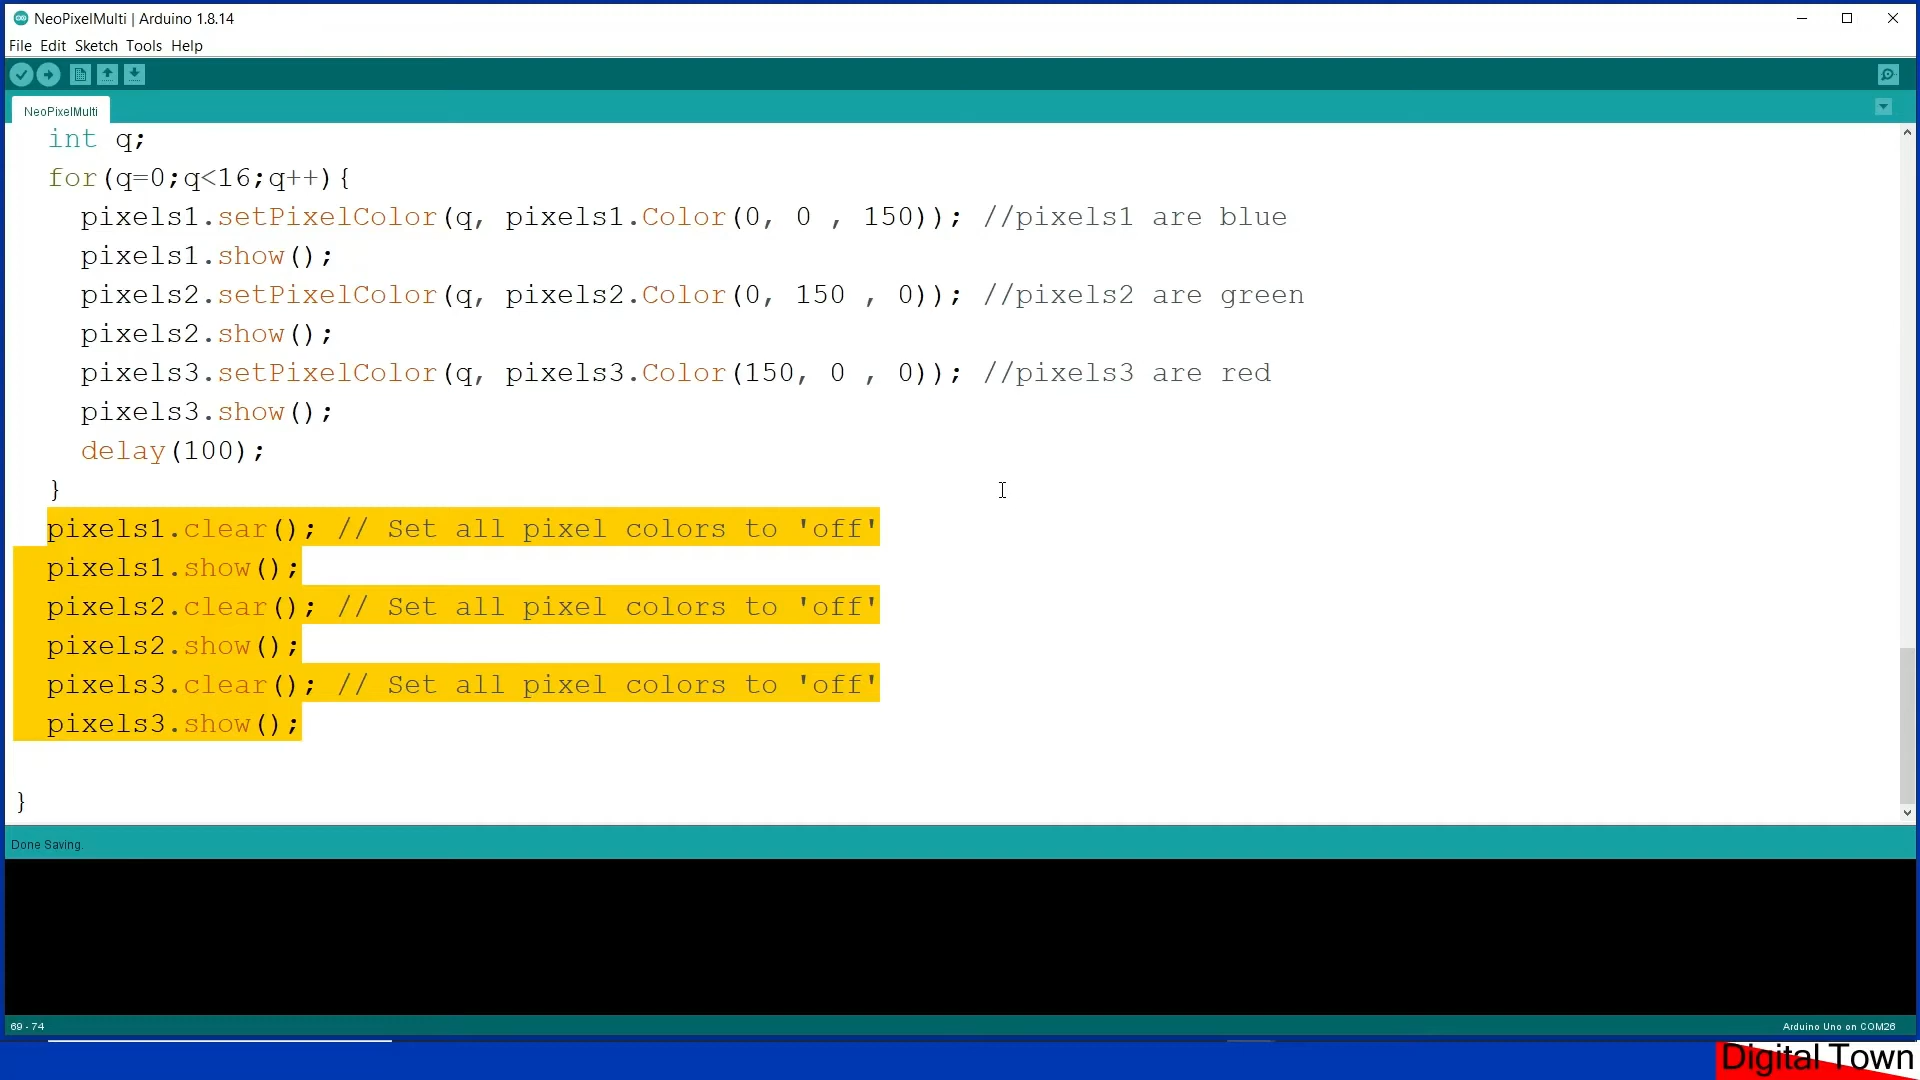 NeoPixelMulti | Arduino 1.8.14
File Edit Sketch Tools Help
NeoPixelMulti
int q;
for(q=0;q<16;q++){
pixels1.setPixelColor(q, pixels1.Color(0, 0 , 150)); //pixels1 are blue
pixels1.show();
pixels2.setPixelColor(q, pixels2.Color(0, 150 , 0)); //pixels2 are green
pixels2.show();
pixels3.setPixelColor(q, pixels3.Color(150, 0 , 0)); //pixels3 are red
pixels3.show();
delay(100);
}
pixels1.clear(); // Set all pixel colors to 'off'
pixels1.show();
pixels2.clear(); // Set all pixel colors to 'off'
pixels2.show();
pixels3.clear(); // Set all pixel colors to 'off'
pixels3.show();
}
Done Saving.
69 - 74
Arduino Uno on COM26
Digital Town